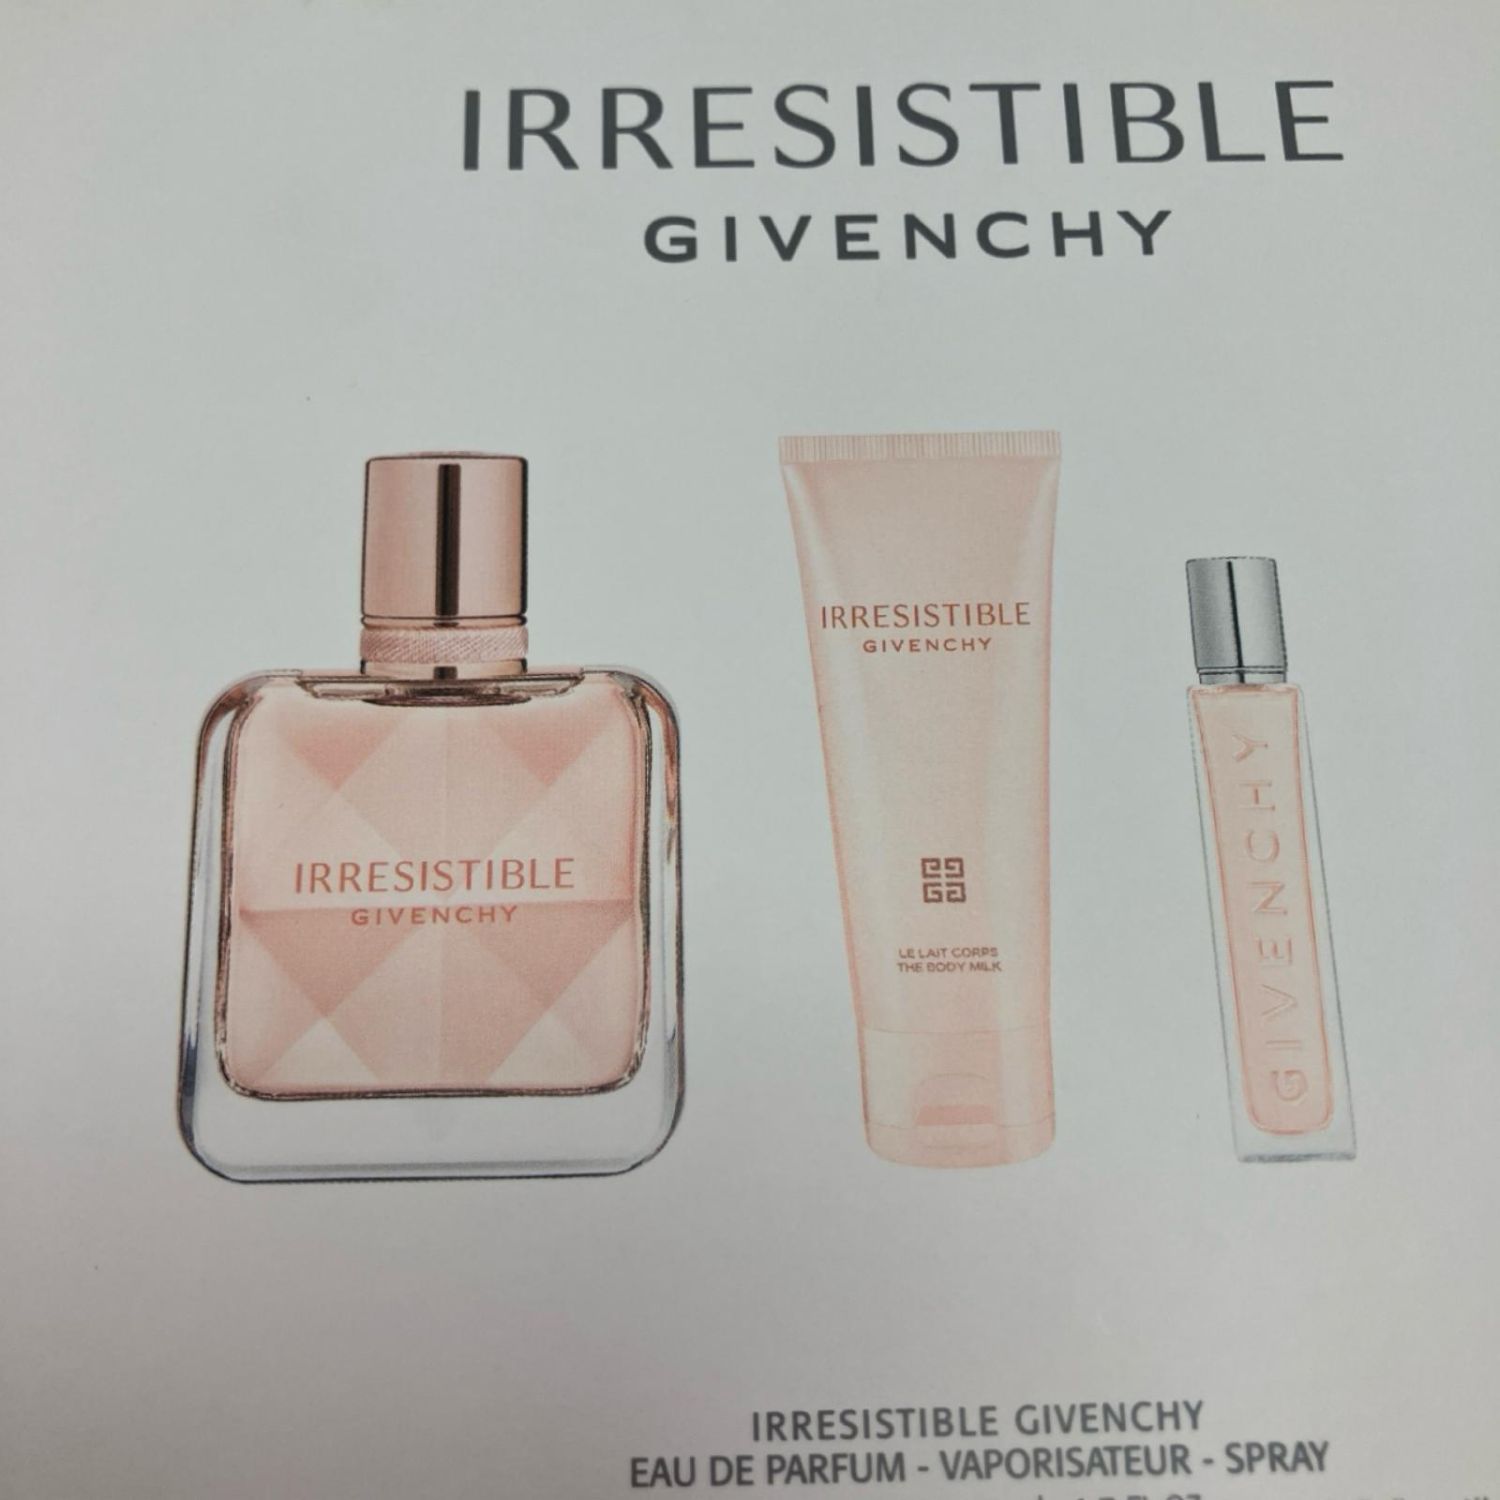 IRRESISTIBLE
GIVENCHY
IRRESISTIBLE
GIVENCHY
IRRESISTIBLE
GIVENCHY
LE LAIT CORPS
THE BODY MILK
GIVENCHY
IRRESISTIBLE GIVENCHY
EAU DE PARFUM - VAPORISATEUR - SPRAY